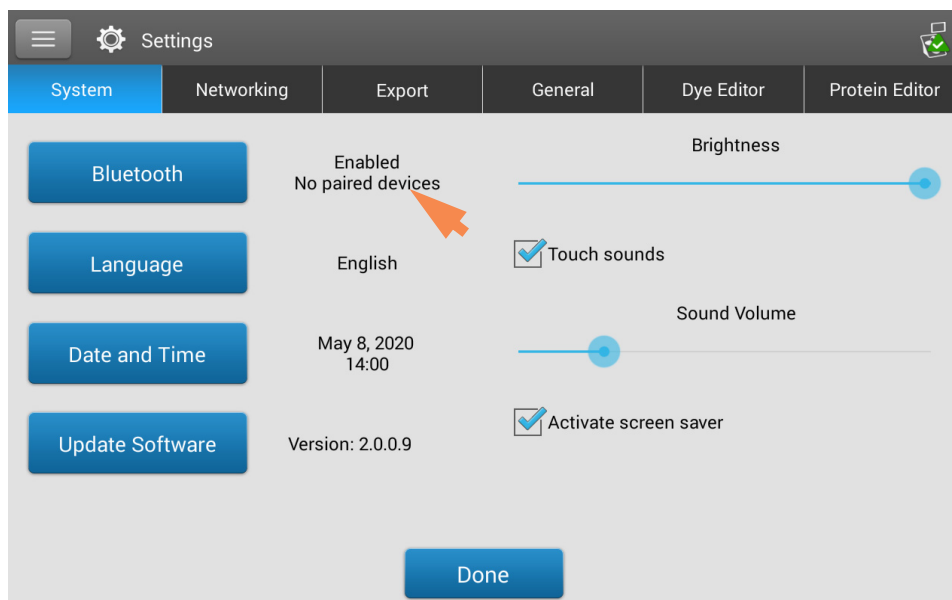 Settings
System
Networking
Export
General
Dye Editor
Protein Editor
Bluetooth
Enabled
No paired devices
Brightness
Language
English
Touch sounds
Sound Volume
Date and Time
May 8, 2020
14:00
Update Software
Version: 2.0.0.9
Activate screen saver
Done